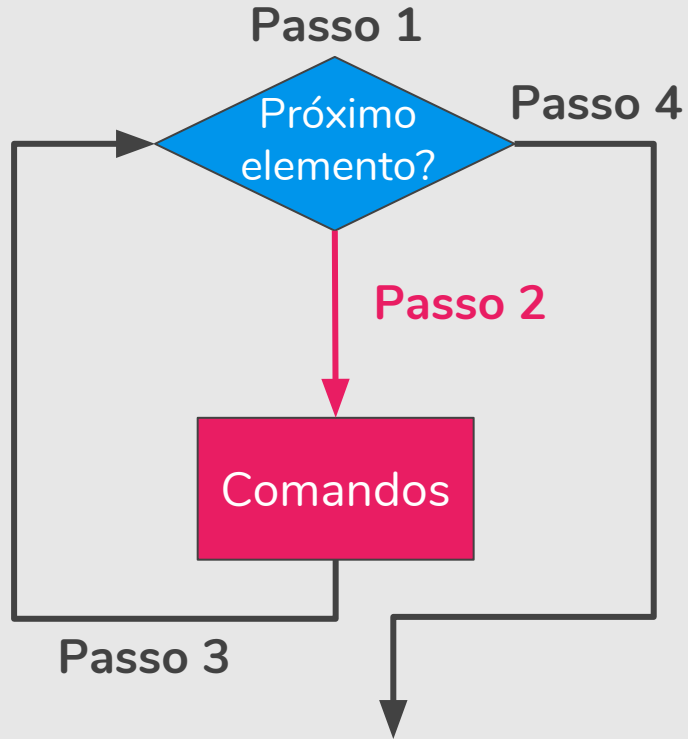 Passo 1
Próximo
elemento?
Passo 4
Passo 2
Comandos
Passo 3